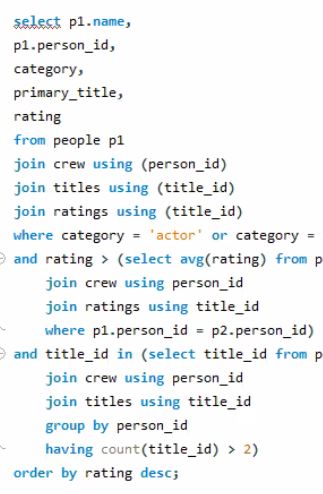 select p1.name,
p1.person_id,
category,
primary_title,
rating
from people p1
join crew using (person_id)
join titles using (title_id)
join ratings using (title_id)
where category = 'actor' or category =
and rating > (select avg(rating) from p
join crew using person_id
join ratings using title_id
where p1.person_id = p2.person_id)
and title_id in (select title_id from p
join crew using person_id
join titles using title_id
group by person_id
having count(title_id) > 2)
order by rating desc;